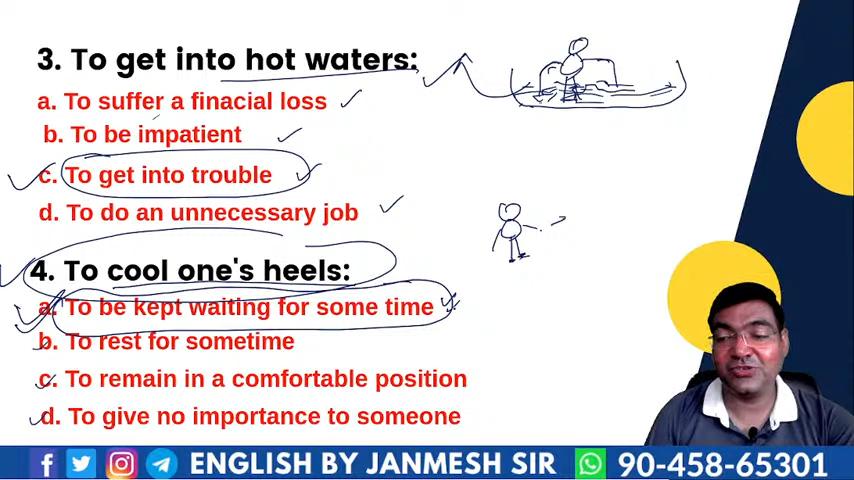 3. To get into hot waters:
a. To suffer a finacial loss
b. To be impatient
c. To get into trouble
d. To do an unnecessary job
4. To cool one's heels:
a. To be kept waiting for some time
b. To rest for sometime
c. To remain in a comfortable position
d. To give no importance to someone
ENGLISH BY JANMESH SIR 90-458-65301